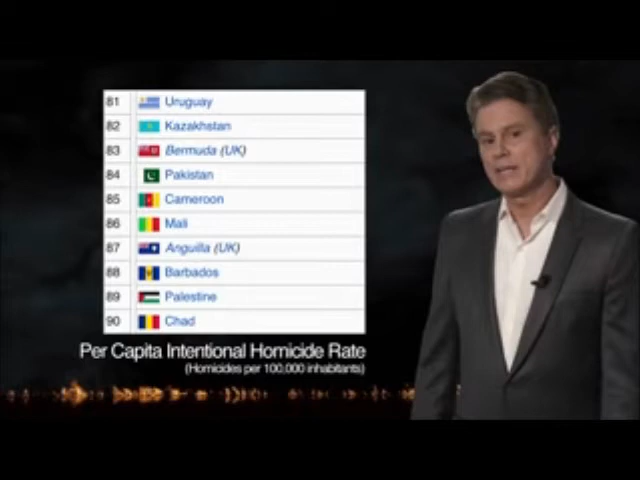 81 Uruguay
82 Kazakhstan
83 Bermuda (UK)
84 Pakistan
85 Cameroon
86 Mali
87 Anguilla (UK)
88 Barbados
89 Palestine
90 Chad
Per Capita Intentional Homicide Rate
(Homicides per 100,000 inhabitants)